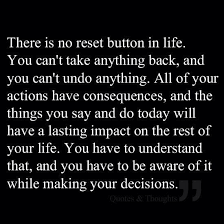 There is no reset button in life.
You can't take anything back, and
you can't undo anything. All of your
actions have consequences, and the
things you say and do today will
have a lasting impact on the rest of
your life. You have to understand
that, and you have to be aware of it
while making your decisions.
Quotes & Thoughts
”